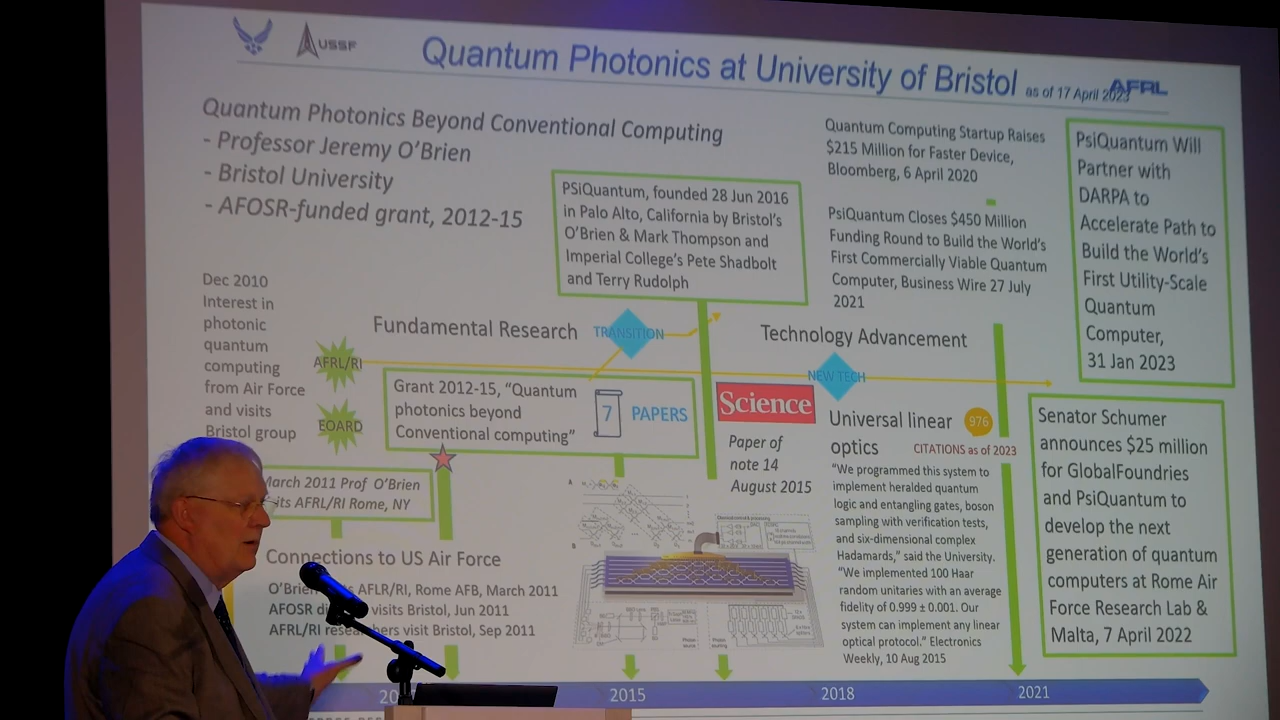 USSF
Quantum Photonics at University of Bristol as of 17 April 2023
AFRL
Quantum Photonics Beyond Conventional Computing
- Professor Jeremy O'Brien
- Bristol University
- AFOSR-funded grant, 2012-15
PSiQuantum, founded 28 Jun 2016
in Palo Alto, California by Bristol's
O'Brien & Mark Thompson and
Imperial College's Pete Shadbolt
and Terry Rudolph
Quantum Computing Startup Raises
$215 Million for Faster Device,
Bloomberg, 6 April 2020
PsiQuantum Closes $450 Million
Funding Round to Build the World's
First Commercially Viable Quantum
Computer, Business Wire 27 July
2021
PsiQuantum Will
Partner with
DARPA to
Accelerate Path to
Build the World's
First Utility-Scale
Quantum
Computer,
31 Jan 2023
Dec 2010
Interest in
photonic
quantum
computing
from Air Force
and visits
Bristol group
Fundamental Research
TRANSITION
Technology Advancement
AFRL/RI
NEW TECH
EOARD
Grant 2012-15, "Quantum
photonics beyond
Conventional computing"
7
PAPERS
Science
Paper of
note 14
August 2015
Universal linear
optics
976
CITATIONS as of 2023
"We programmed this system to
implement heralded quantum
logic and entangling gates, boson
sampling with verification tests,
and six-dimensional complex
Hadamards," said the University.
"We implemented 100 Haar
random unitaries with an average
fidelity of 0.999 ± 0.001. Our
system can implement any linear
optical protocol." Electronics
Weekly, 10 Aug 2015
Senator Schumer
announces $25 million
for GlobalFoundries
and PsiQuantum to
develop the next
generation of quantum
computers at Rome Air
Force Research Lab &
Malta, 7 April 2022
March 2011 Prof O'Brien
AFRL/RI Rome, NY
Connections to US Air Force
AFLR/RI, Rome AFB, March 2011
AFOSR visits Bristol, Jun 2011
AFRL/RI researchers visit Bristol, Sep 2011
A
B
2015
2018
2021